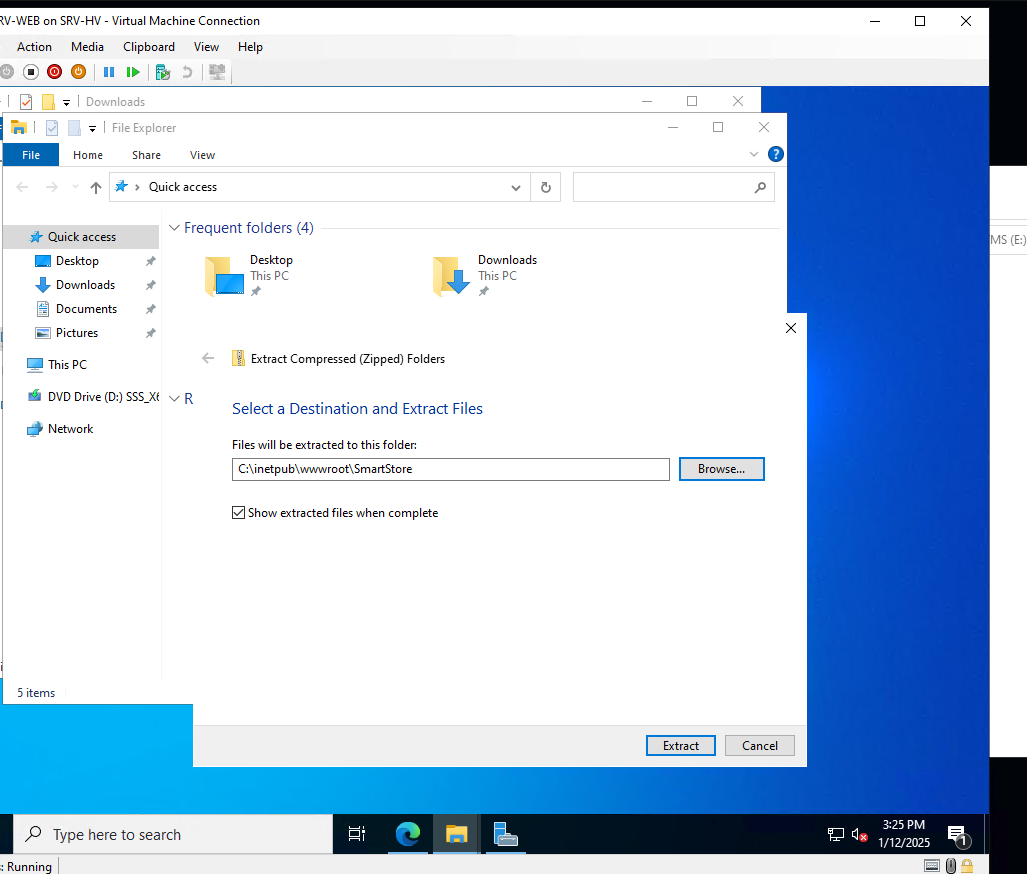 RV-WEB on SRV-HV - Virtual Machine Connection
Action Media Clipboard View Help
Downloads
File Explorer
File Home Share View
Quick access
MS (E:)
Frequent folders (4)
Quick access
Desktop
Downloads
Documents
Pictures
This PC
DVD Drive (D:) SSS_X6
Network
Desktop
This PC
Downloads
This PC
R
Extract Compressed (Zipped) Folders
Select a Destination and Extract Files
Files will be extracted to this folder:
C:\inetpub\wwwroot\SmartStore
Browse...
Show extracted files when complete
5 items
Extract Cancel
Type here to search
3:25 PM
1/12/2025
1
: Running